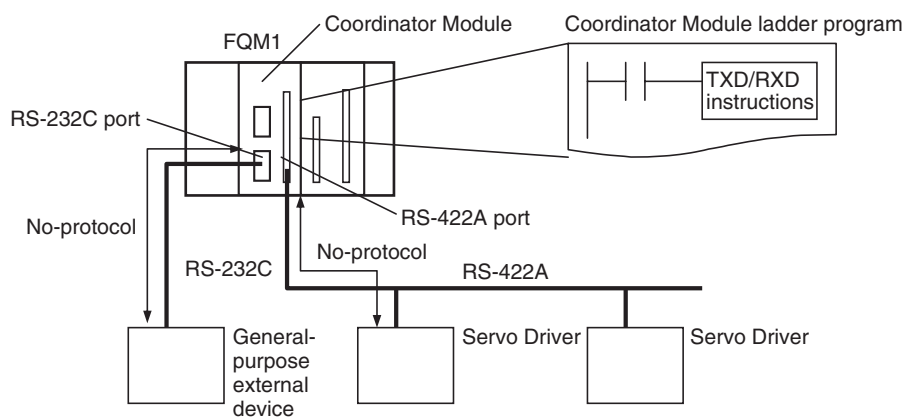 Coordinator Module
Coordinator Module ladder program
FQM1
TXD/RXD
instructions
RS-232C port
RS-422A port
No-protocol
No-protocol
RS-232C
RS-422A
General-
purpose
external
device
Servo Driver
Servo Driver